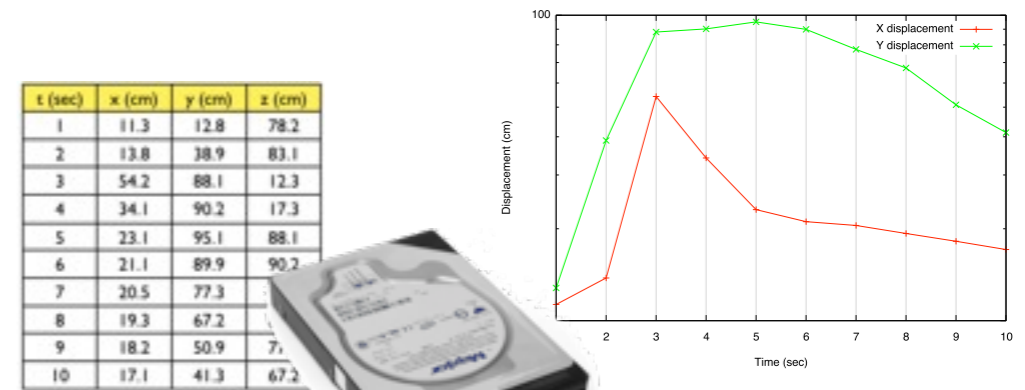 t (sec) x (cm) y (cm) z (cm)
1 11.3 12.8 78.2
2 13.8 38.9 83.1
3 54.2 88.1 12.3
4 34.1 90.2 17.3
5 23.1 95.1 88.1
6 21.1 89.9 90.2
7 20.5 77.3
8 19.3 67.2
9 18.2 50.9
10 17.1 41.3 67.2
Maxtor
100
X displacement
Y displacement
Displacement (cm)
2 3 4 5 6 7 8 9 10
Time (sec)